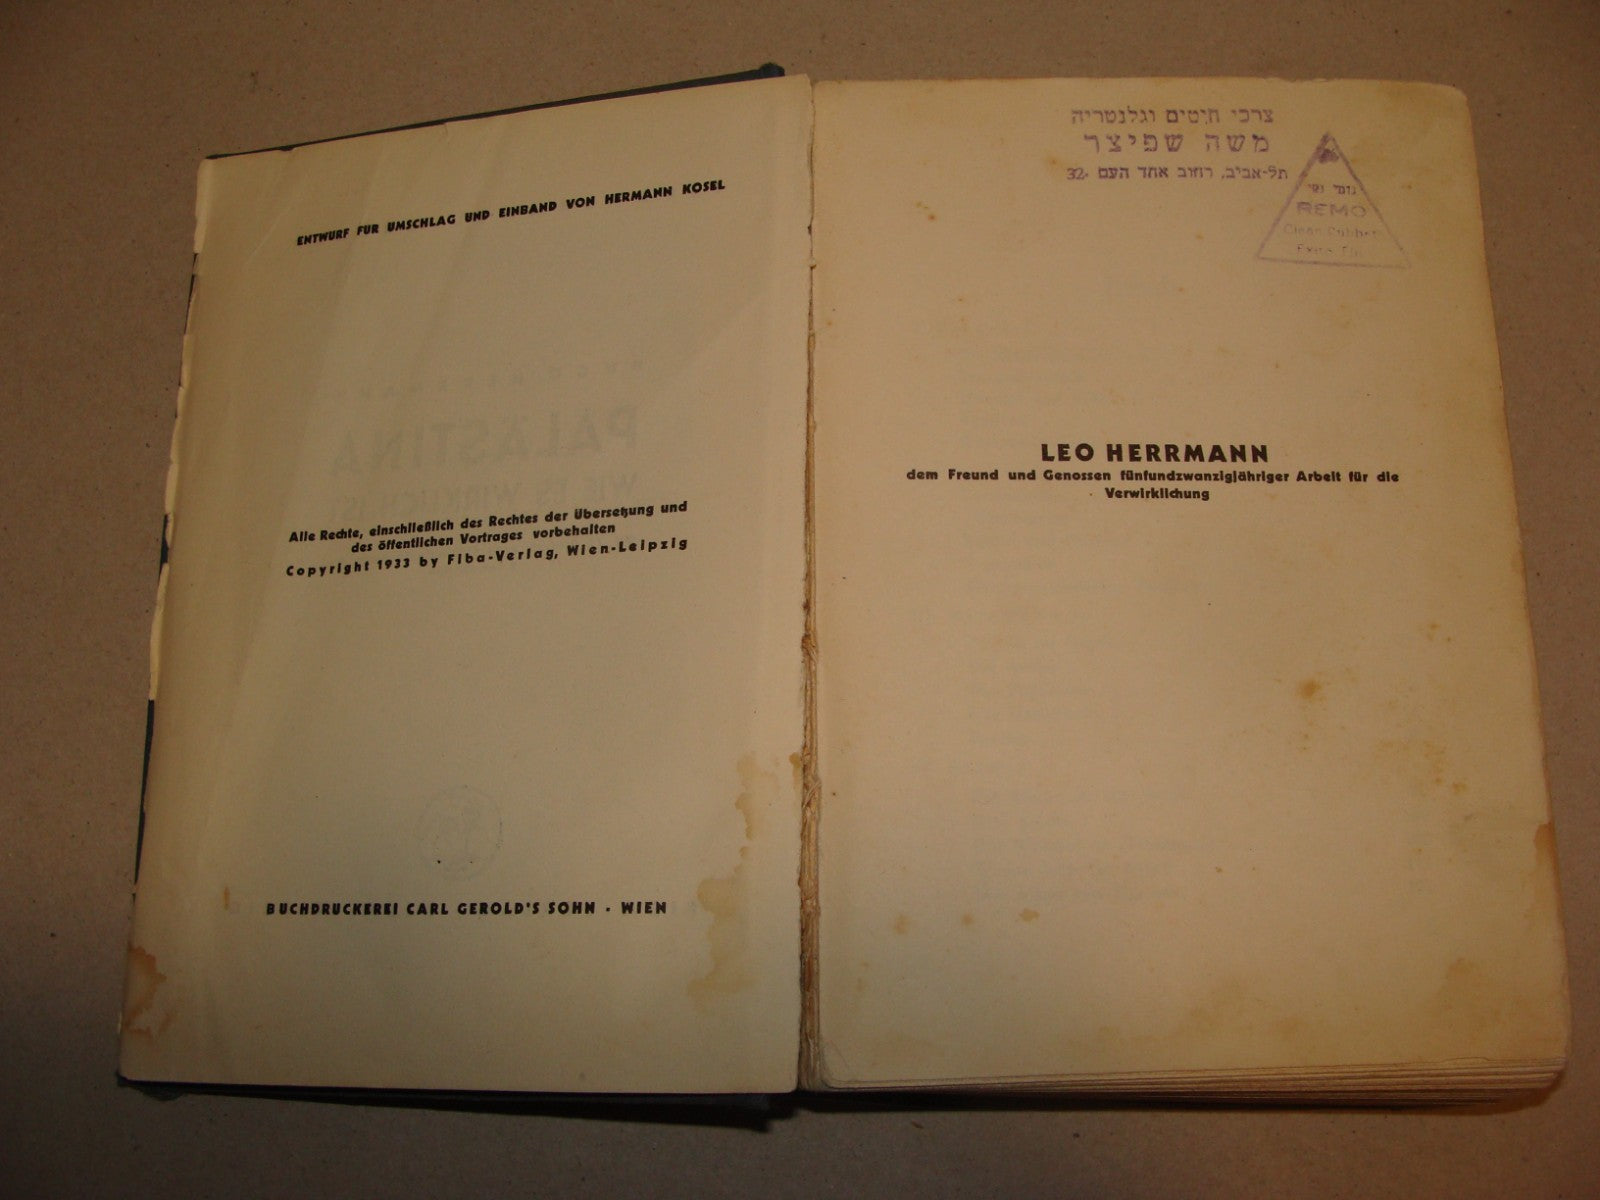 ENTWURF FÜR UMSCHLAG UND EINBAND VON HERMANN KOSEL
PALÄSTINA
Alle Rechte, einschließlich des Rechtes der Übersetzung und
des öffentlichen Vortrages vorbehalten
Copyright 1933 by Fiba-Verlag, Wien-Leipzig
BUCHDRUCKEREI CARL GEROLD'S SOHN - WIEN
צרכי חיטים וגלנטריה
משה שפיצר
תל-אביב, רחוב אחד העם 32
REMO
LEO HERRMANN
dem Freund und Genossen fünfundzwanzigjähriger Arbeit für die
Verwirklichung